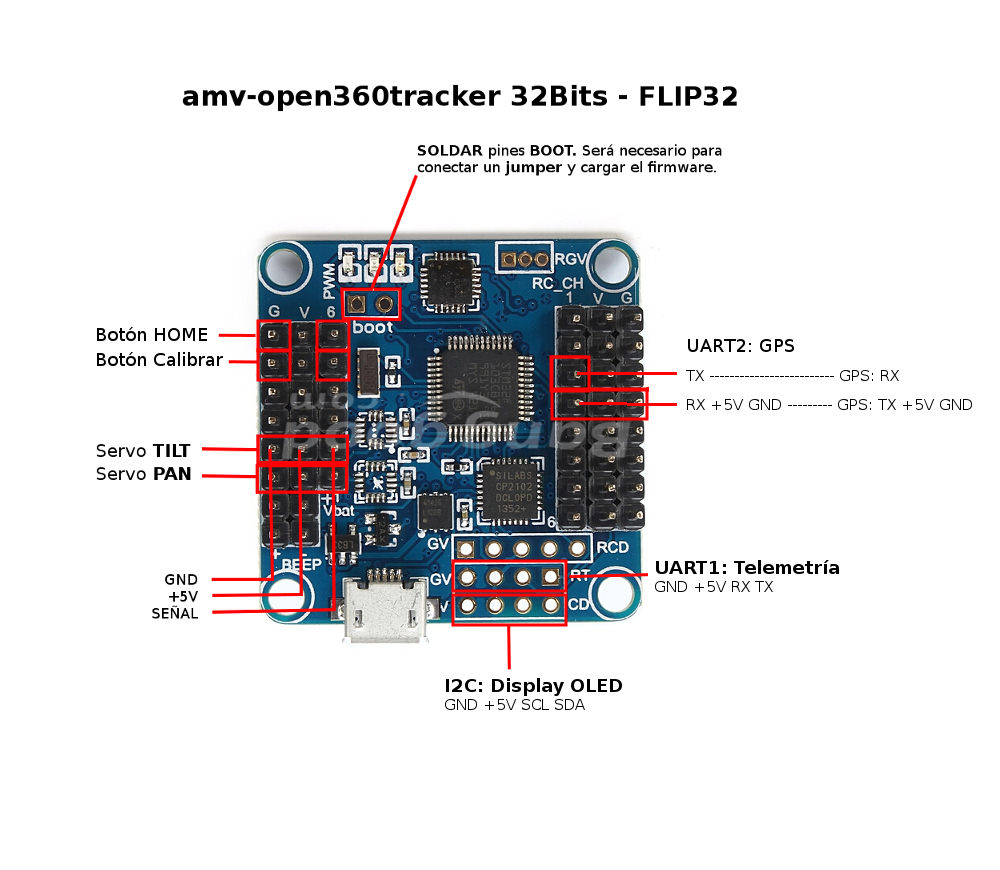 amv-open360tracker 32Bits - FLIP32
SOLDAR pines BOOT. Será necesario para
conectar un jumper y cargar el firmware.
RGV
RC_CH
1 V G
PWM
G V 6
boot
Botón HOME
Botón Calibrar
UART2: GPS
TX ------------------------- GPS: RX
RX +5V GND --------- GPS: TX +5V GND
Servo TILT
Servo PAN
SILABS
CP2102
DCL0PD
1352+
6
Vbat
BEEP
GV RCD
GV RT
V CD
GND
+5V
SEÑAL
UART1: Telemetría
GND +5V RX TX
I2C: Display OLED
GND +5V SCL SDA